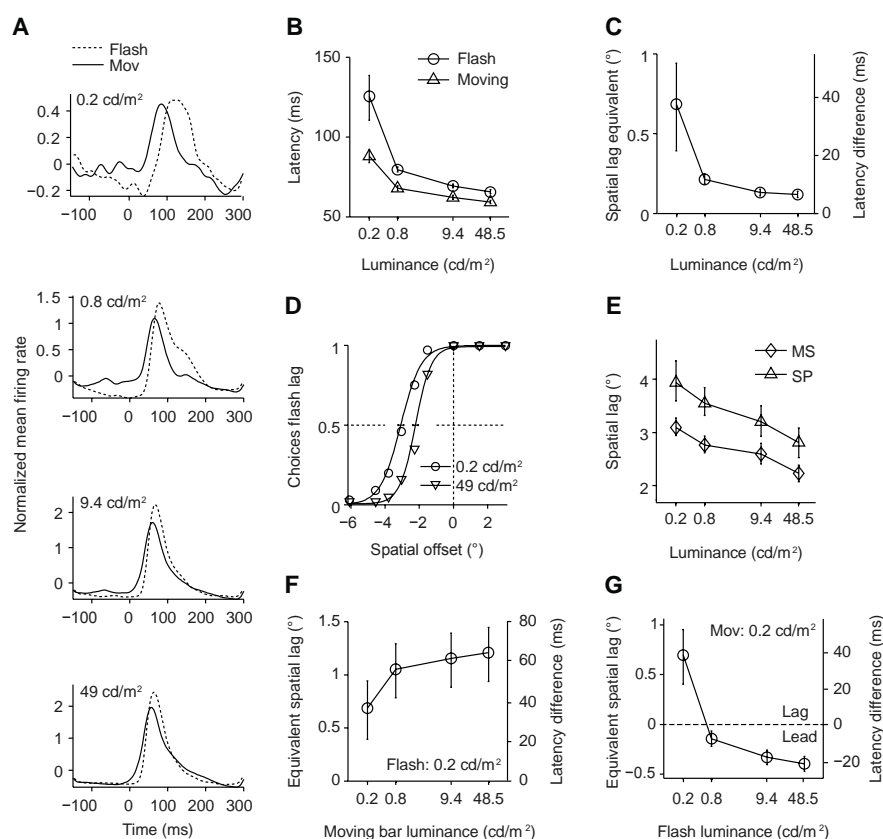 A
Flash
Mov
0.2 cd/m²
0.4
0.2
0
−0.2
−100 0 100 200 300
0.8 cd/m²
1.5
1.0
0.5
0
−100 0 100 200 300
9.4 cd/m²
2
1
0
−100 0 100 200 300
49 cd/m²
2
1
0
−100 0 100 200 300
Time (ms)
Normalized mean firing rate
B
Flash
Moving
Latency (ms)
150
100
50
0.2 0.8 9.4 48.5
Luminance (cd/m²)
C
Spatial lag equivalent (°)
1
0.5
0
Latency difference (ms)
40
20
0
0.2 0.8 9.4 48.5
Luminance (cd/m²)
D
Choices flash lag
1
0.5
0
0.2 cd/m²
49 cd/m²
−6 −4 −2 0 2
Spatial offset (°)
E
MS
SP
Spatial lag (°)
4
3
2
0.2 0.8 9.4 48.5
Luminance (cd/m²)
F
Equivalent spatial lag (°)
1.5
1
0.5
0
Latency difference (ms)
80
60
40
20
0
Flash: 0.2 cd/m²
0.2 0.8 9.4 48.5
Moving bar luminance (cd/m²)
G
Equivalent spatial lag (°)
1
0.5
0
−0.5
Mov: 0.2 cd/m²
Lag
Lead
Latency difference (ms)
40
20
0
−20
0.2 0.8 9.4 48.5
Flash luminance (cd/m²)